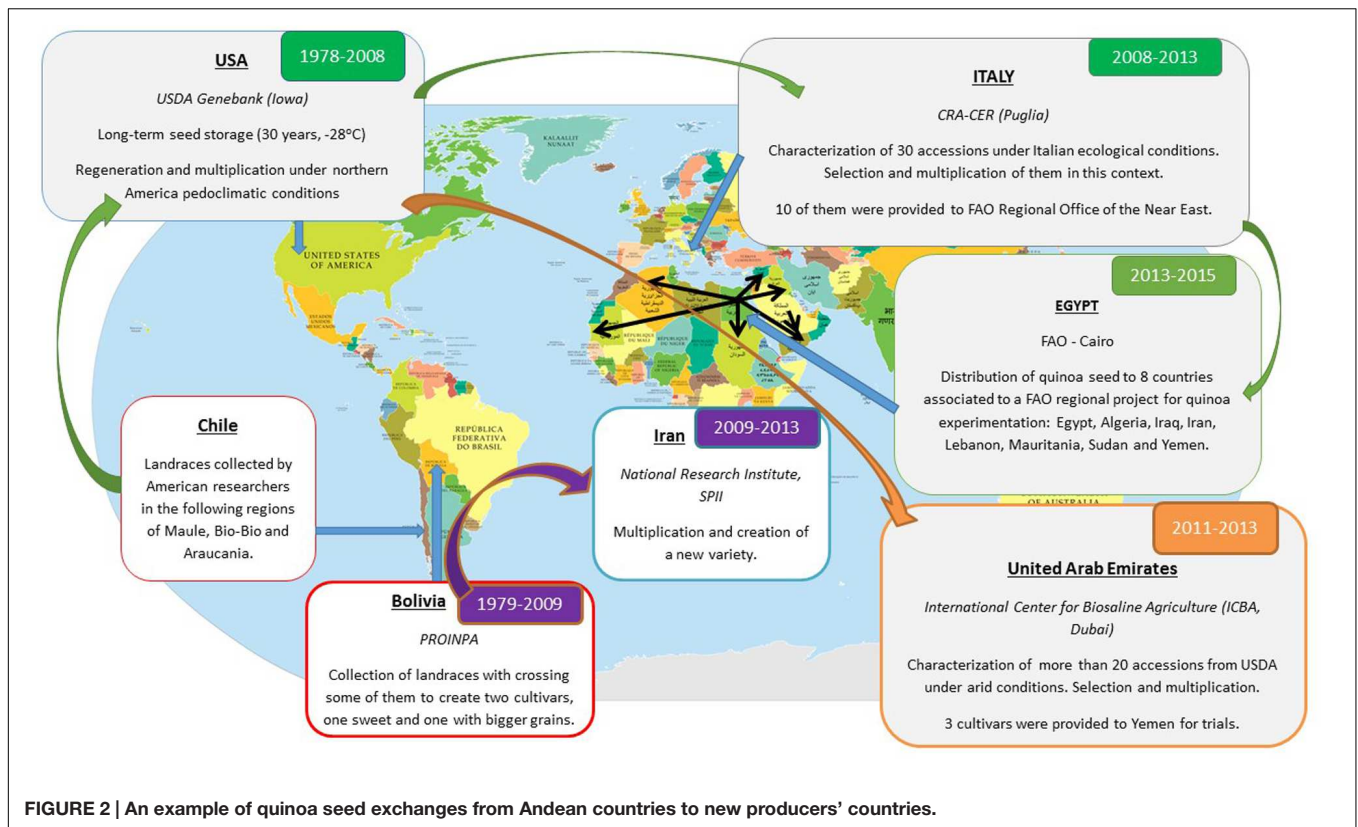 USA
1978-2008
USDA Genebank (Iowa)
Long-term seed storage (30 years, -28°C)
Regeneration and multiplication under northern
America pedoclimatic conditions
ITALY
2008-2013
CRA-CER (Puglia)
Characterization of 30 accessions under Italian ecological conditions.
Selection and multiplication of them in this context.
10 of them were provided to FAO Regional Office of the Near East.
2013-2015
EGYPT
FAO - Cairo
Distribution of quinoa seed to 8 countries
associated to a FAO regional project for quinoa
experimentation: Egypt, Algeria, Iraq, Iran,
Lebanon, Mauritania, Sudan and Yemen.
KALAALLIT
NUNAAT
UNITED STATES
OF AMERICA
ESTADOS
UNIDOS
MEXICANOS
REPÚBLICA
FEDERATIVA
DO BRASIL
RÉPUBLIQUE
DU MALI
RÉPUBLIQUE
DU NIGER
OF AUSTRALIA
Chile
Landraces collected by
American researchers
in the following regions
of Maule, Bio-Bio and
Araucania.
Iran
2009-2013
National Research Institute,
SPII
Multiplication and creation of
a new variety.
Bolivia
1979-2009
PROINPA
Collection of landraces with crossing
some of them to create two cultivars,
one sweet and one with bigger grains.
2011-2013
United Arab Emirates
International Center for Biosaline Agriculture (ICBA,
Dubai)
Characterization of more than 20 accessions from USDA
under arid conditions. Selection and multiplication.
3 cultivars were provided to Yemen for trials.
FIGURE 2 | An example of quinoa seed exchanges from Andean countries to new producers' countries.